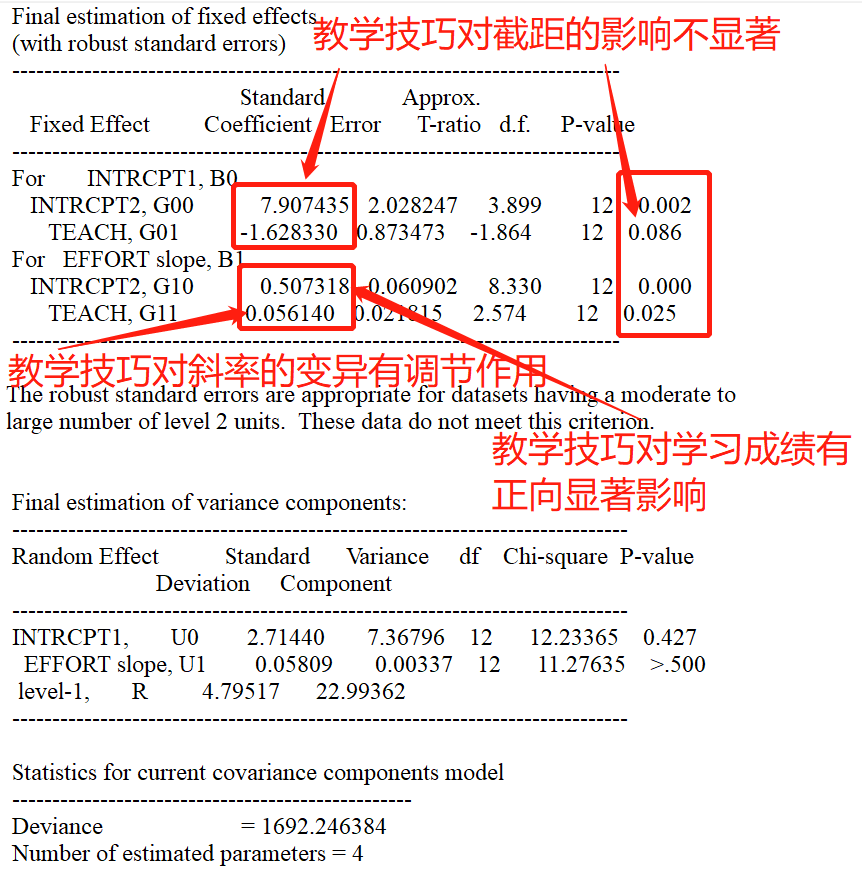 Final estimation of fixed effects
(with robust standard errors)
教学技巧对截距的影响不显著
----------------------------------------------------------------------------
Standard Approx.
Fixed Effect Coefficient Error T-ratio d.f. P-value
----------------------------------------------------------------------------
For INTRCPT1, B0
INTRCPT2, G00 7.907435 2.028247 3.899 12 0.002
TEACH, G01 -1.628330 0.873473 -1.864 12 0.086
For EFFORT slope, B1
INTRCPT2, G10 0.507318 0.060902 8.330 12 0.000
TEACH, G11 0.056140 0.021815 2.574 12 0.025
----------------------------------------------------------------------------
教学技巧对斜率的变异有调节作用
The robust standard errors are appropriate for datasets having a moderate to
large number of level 2 units. These data do not meet this criterion.
教学技巧对学习成绩有
正向显著影响
Final estimation of variance components:
-----------------------------------------------------------------------------
Random Effect Standard Variance df Chi-square P-value
Deviation Component
-----------------------------------------------------------------------------
INTRCPT1, U0 2.71440 7.36796 12 12.23365 0.427
EFFORT slope, U1 0.05809 0.00337 12 11.27635 >.500
level-1, R 4.79517 22.99362
-----------------------------------------------------------------------------
Statistics for current covariance components model
--------------------------------------------------
Deviance = 1692.246384
Number of estimated parameters = 4